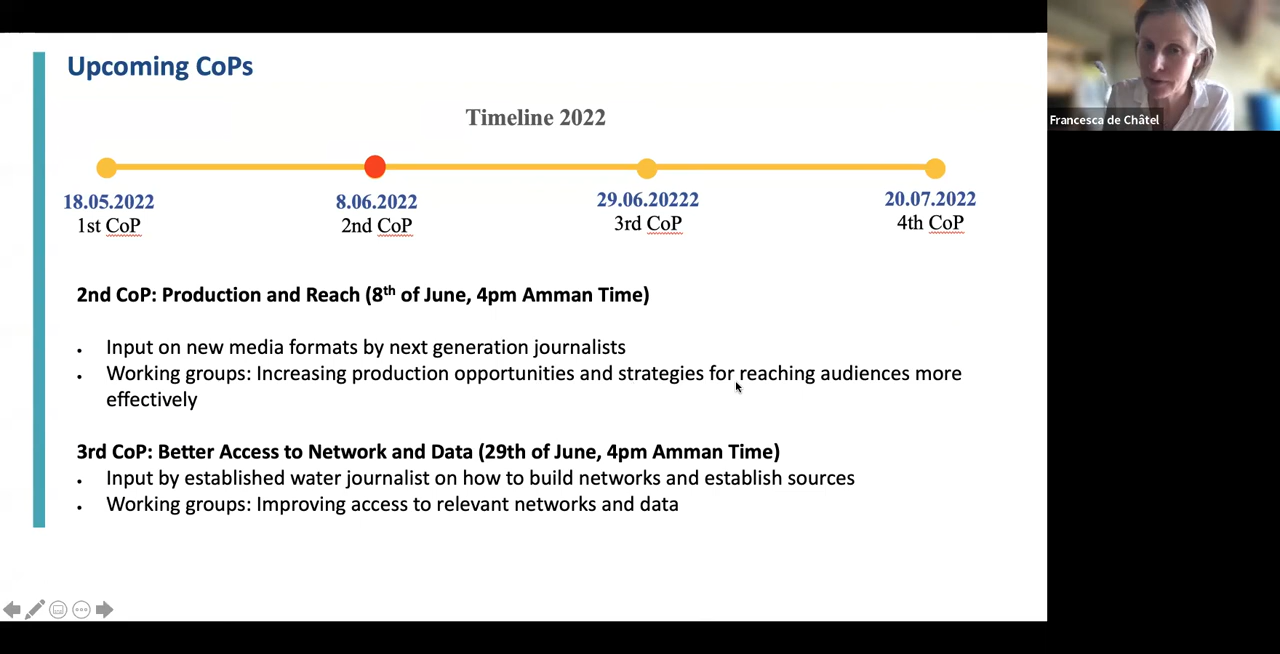 Upcoming CoPs
Timeline 2022
18.05.2022
1st CoP
8.06.2022
2nd CoP
29.06.20222
3rd CoP
20.07.2022
4th CoP
2nd CoP: Production and Reach (8th of June, 4pm Amman Time)
• Input on new media formats by next generation journalists
• Working groups: Increasing production opportunities and strategies for reaching audiences more
effectively
3rd CoP: Better Access to Network and Data (29th of June, 4pm Amman Time)
• Input by established water journalist on how to build networks and establish sources
• Working groups: Improving access to relevant networks and data
Francesca de Châtel